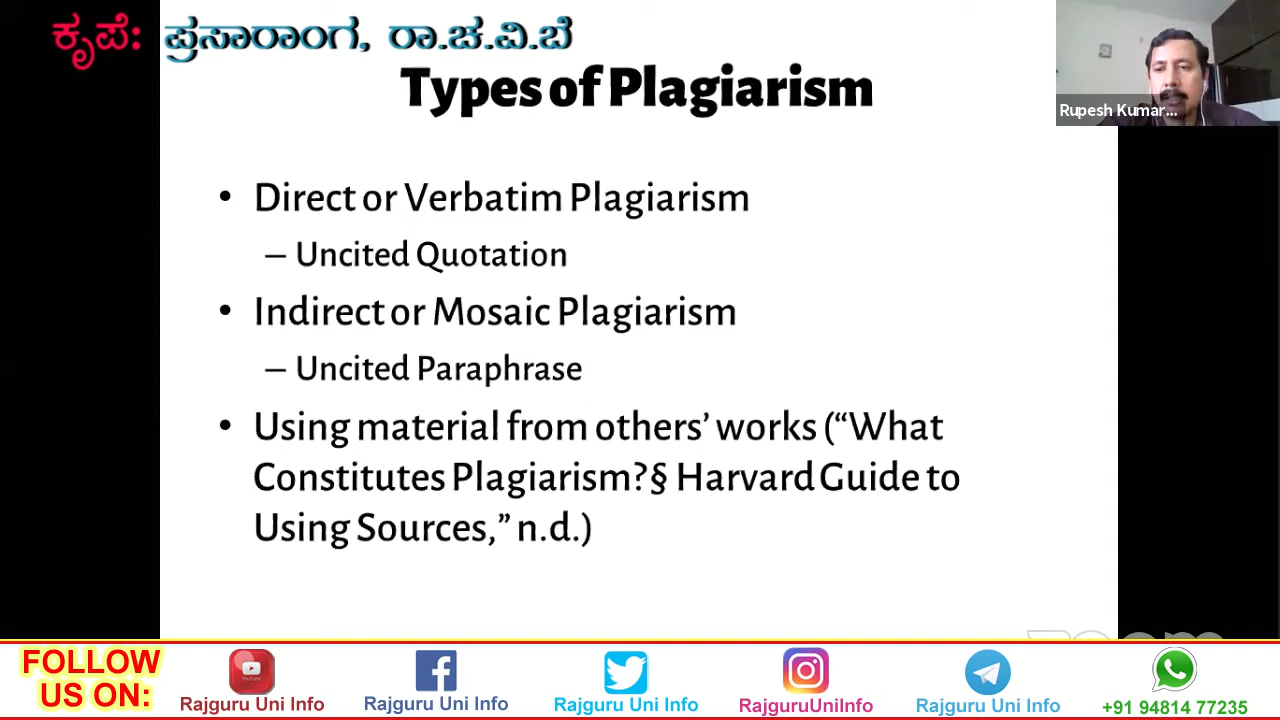 ಕೃಪೆ: ಪ್ರಸಾರಾಂಗ, ರಾ.ಚ.ವಿ.ಬೆ
Types of Plagiarism
Rupesh Kumar...
• Direct or Verbatim Plagiarism
– Uncited Quotation
• Indirect or Mosaic Plagiarism
– Uncited Paraphrase
• Using material from others’ works (“What
Constitutes Plagiarism?§ Harvard Guide to
Using Sources,” n.d.)
zoom
FOLLOW
US ON:
YouTube
Rajguru Uni Info
Rajguru Uni Info
Rajguru Uni Info
RajguruUniInfo
Rajguru Uni Info
+91 94814 77235